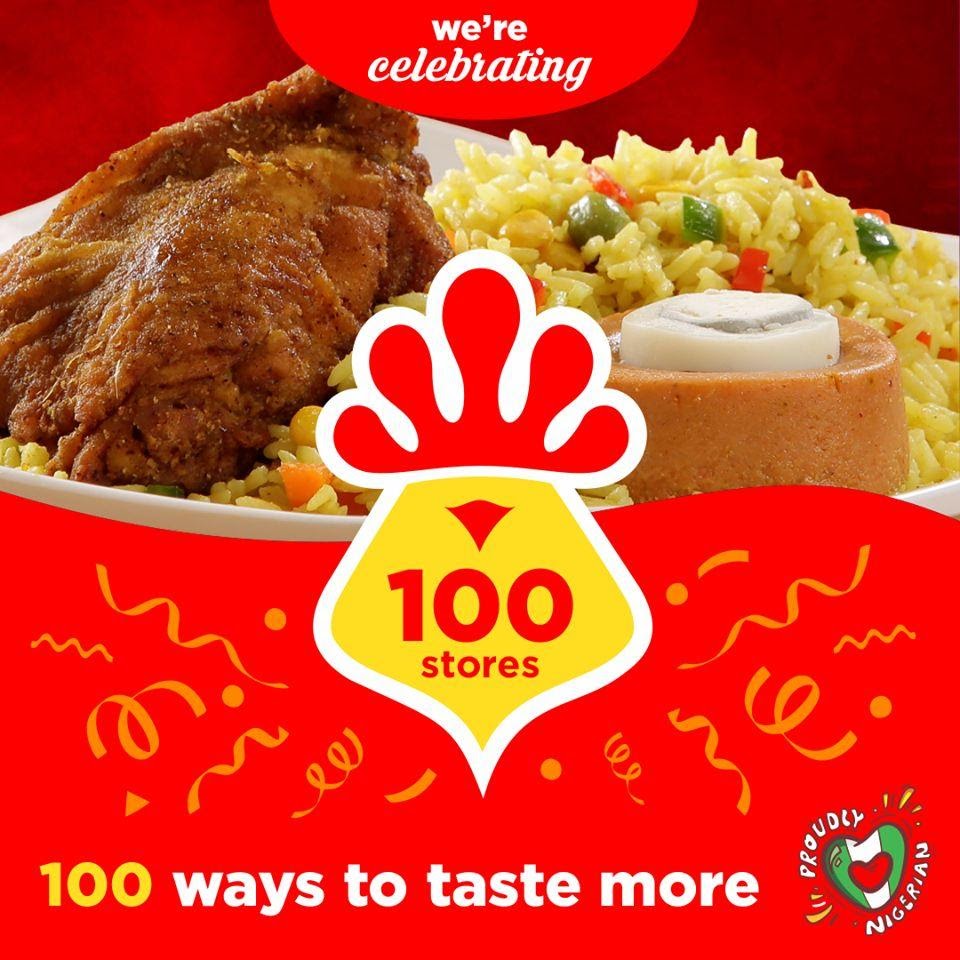 we're
celebrating
100
stores
100 ways to taste more
PROUDLY
NIGERIAN